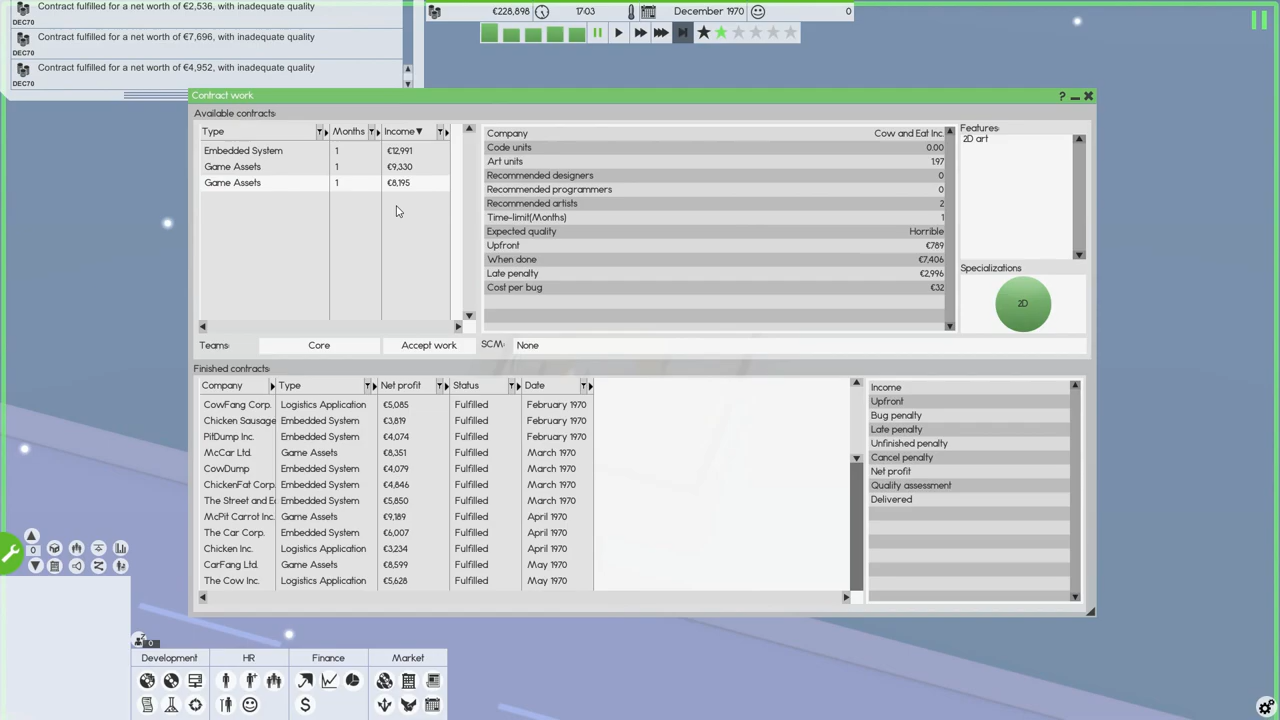 Contract fulfilled for a net worth of €2,536, with inadequate quality
DEC70
Contract fulfilled for a net worth of €7,696, with inadequate quality
DEC70
Contract fulfilled for a net worth of €4,952, with inadequate quality
DEC70
€228,898 17:03 December 1970 0
Contract work ?
Available contracts:
Type Months Income▼
Embedded System 1 €12,991
Game Assets 1 €9,330
Game Assets 1 €8,195
Company Cow and Eat Inc.
Code units 0.00
Art units 1.97
Recommended designers 0
Recommended programmers 0
Recommended artists 2
Time-limit(Months) 1
Expected quality Horrible
Upfront €789
When done €7,406
Late penalty €2,996
Cost per bug €32
Features:
2D art
Specializations
2D
Teams: Core Accept work SCM: None
Finished contracts:
Company Type Net profit Status Date
CowFang Corp. Logistics Application €5,085 Fulfilled February 1970
Chicken Sausage Embedded System €3,819 Fulfilled February 1970
PitDump Inc. Embedded System €4,074 Fulfilled February 1970
McCar Ltd. Game Assets €8,351 Fulfilled March 1970
CowDump Embedded System €4,079 Fulfilled March 1970
ChickenFat Corp. Embedded System €4,846 Fulfilled March 1970
The Street and E Embedded System €5,850 Fulfilled March 1970
McPit Carrot Inc. Game Assets €9,189 Fulfilled April 1970
The Car Corp. Embedded System €6,007 Fulfilled April 1970
Chicken Inc. Logistics Application €3,234 Fulfilled April 1970
CarFang Ltd. Game Assets €8,599 Fulfilled May 1970
The Cow Inc. Logistics Application €5,628 Fulfilled May 1970
Income
Upfront
Bug penalty
Late penalty
Unfinished penalty
Cancel penalty
Net profit
Quality assessment
Delivered
0
0
Development HR Finance Market
$